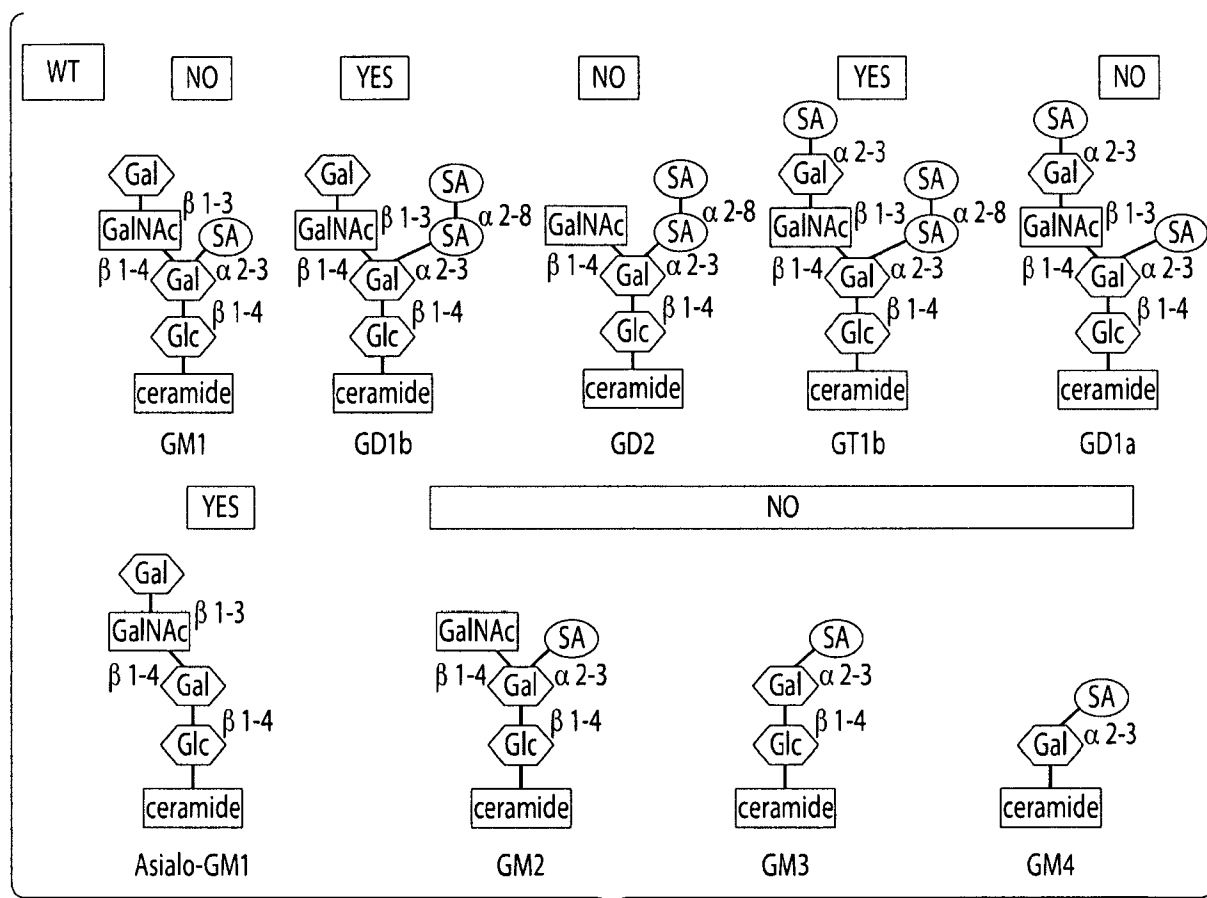 WT NO YES NO YES NO
SA SA
Gal Gal SA α 2-3 SA α 2-3
β 1-3 SA Gal SA Gal
GalNAc SA GalNAc β 1-3 SA α 2-8 GalNAc SA α 2-8 GalNAc β 1-3 SA α 2-8 GalNAc β 1-3 SA
β 1-4 Gal α 2-3 β 1-4 Gal α 2-3 β 1-4 Gal α 2-3 β 1-4 Gal α 2-3 β 1-4 Gal α 2-3
Glc β 1-4 Glc β 1-4 Glc β 1-4 Glc β 1-4 Glc β 1-4
ceramide ceramide ceramide ceramide ceramide
GM1 GD1b GD2 GT1b GD1a
YES NO
Gal
GalNAc β 1-3 GalNAc SA SA
β 1-4 Gal β 1-4 Gal α 2-3 Gal α 2-3 SA
Glc β 1-4 Glc β 1-4 Glc β 1-4 Gal α 2-3
ceramide ceramide ceramide ceramide
Asialo-GM1 GM2 GM3 GM4